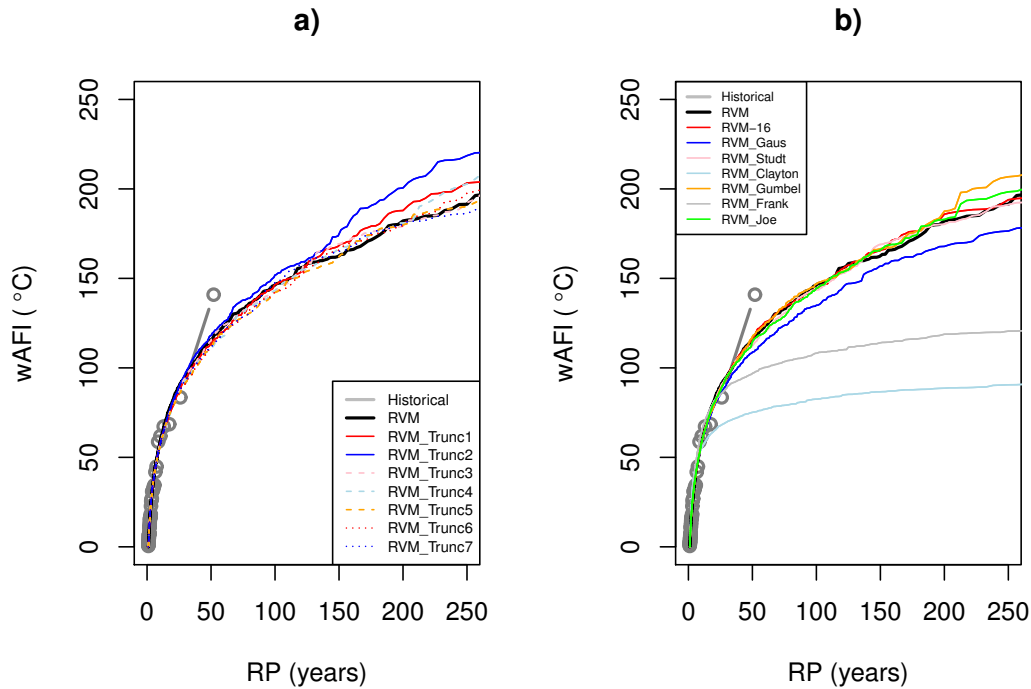 a)
250
200
150
100
50
0
wAFI ( °C)
Historical
RVM
RVM_Trunc1
RVM_Trunc2
RVM_Trunc3
RVM_Trunc4
RVM_Trunc5
RVM_Trunc6
RVM_Trunc7
0 50 100 150 200 250
RP (years)
b)
250
200
150
100
50
0
wAFI ( °C)
Historical
RVM
RVM−16
RVM_Gaus
RVM_Studt
RVM_Clayton
RVM_Gumbel
RVM_Frank
RVM_Joe
0 50 100 150 200 250
RP (years)